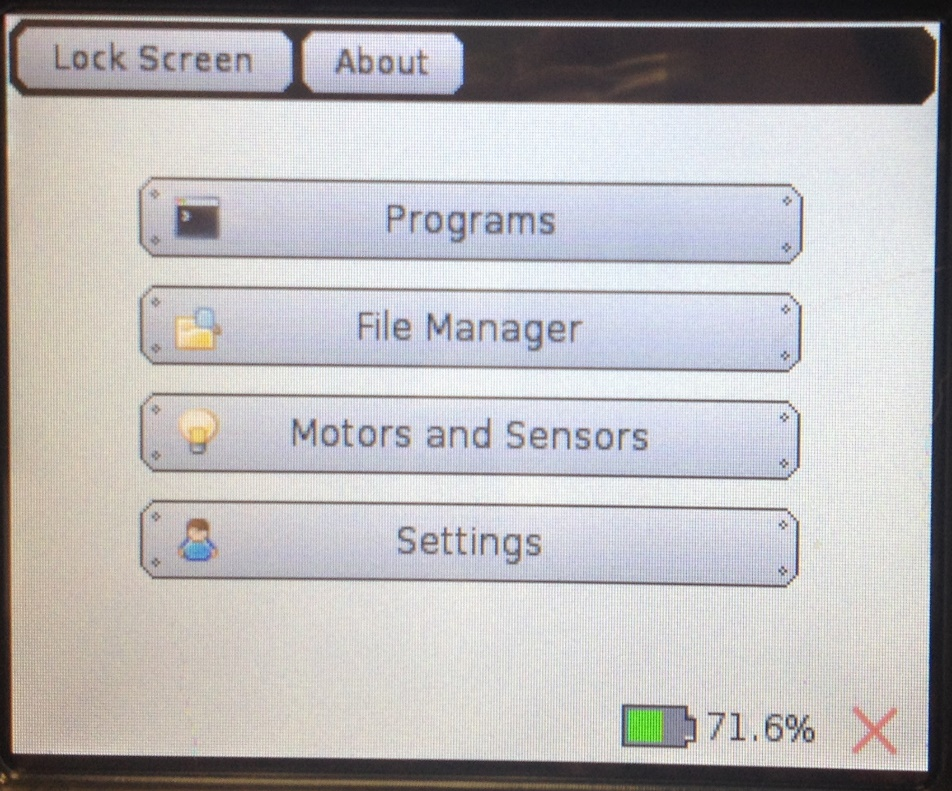 Lock Screen
About
Programs
File Manager
Motors and Sensors
Settings
71.6%